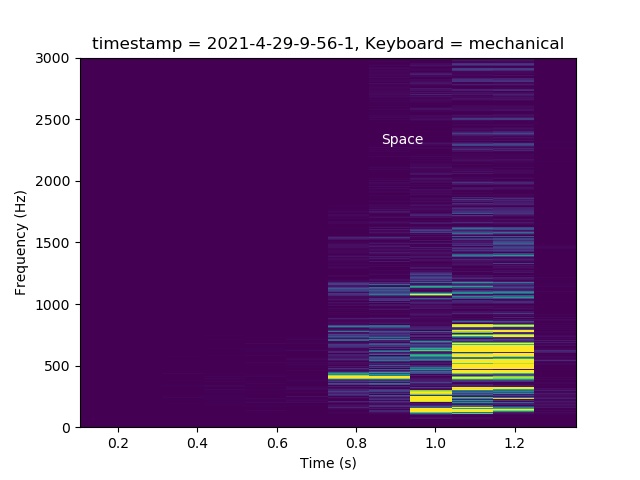 timestamp = 2021-4-29-9-56-1, Keyboard = mechanical
3000
2500
Space
2000
1500
1000
500
0
Frequency (Hz)
0.2 0.4 0.6 0.8 1.0 1.2
Time (s)